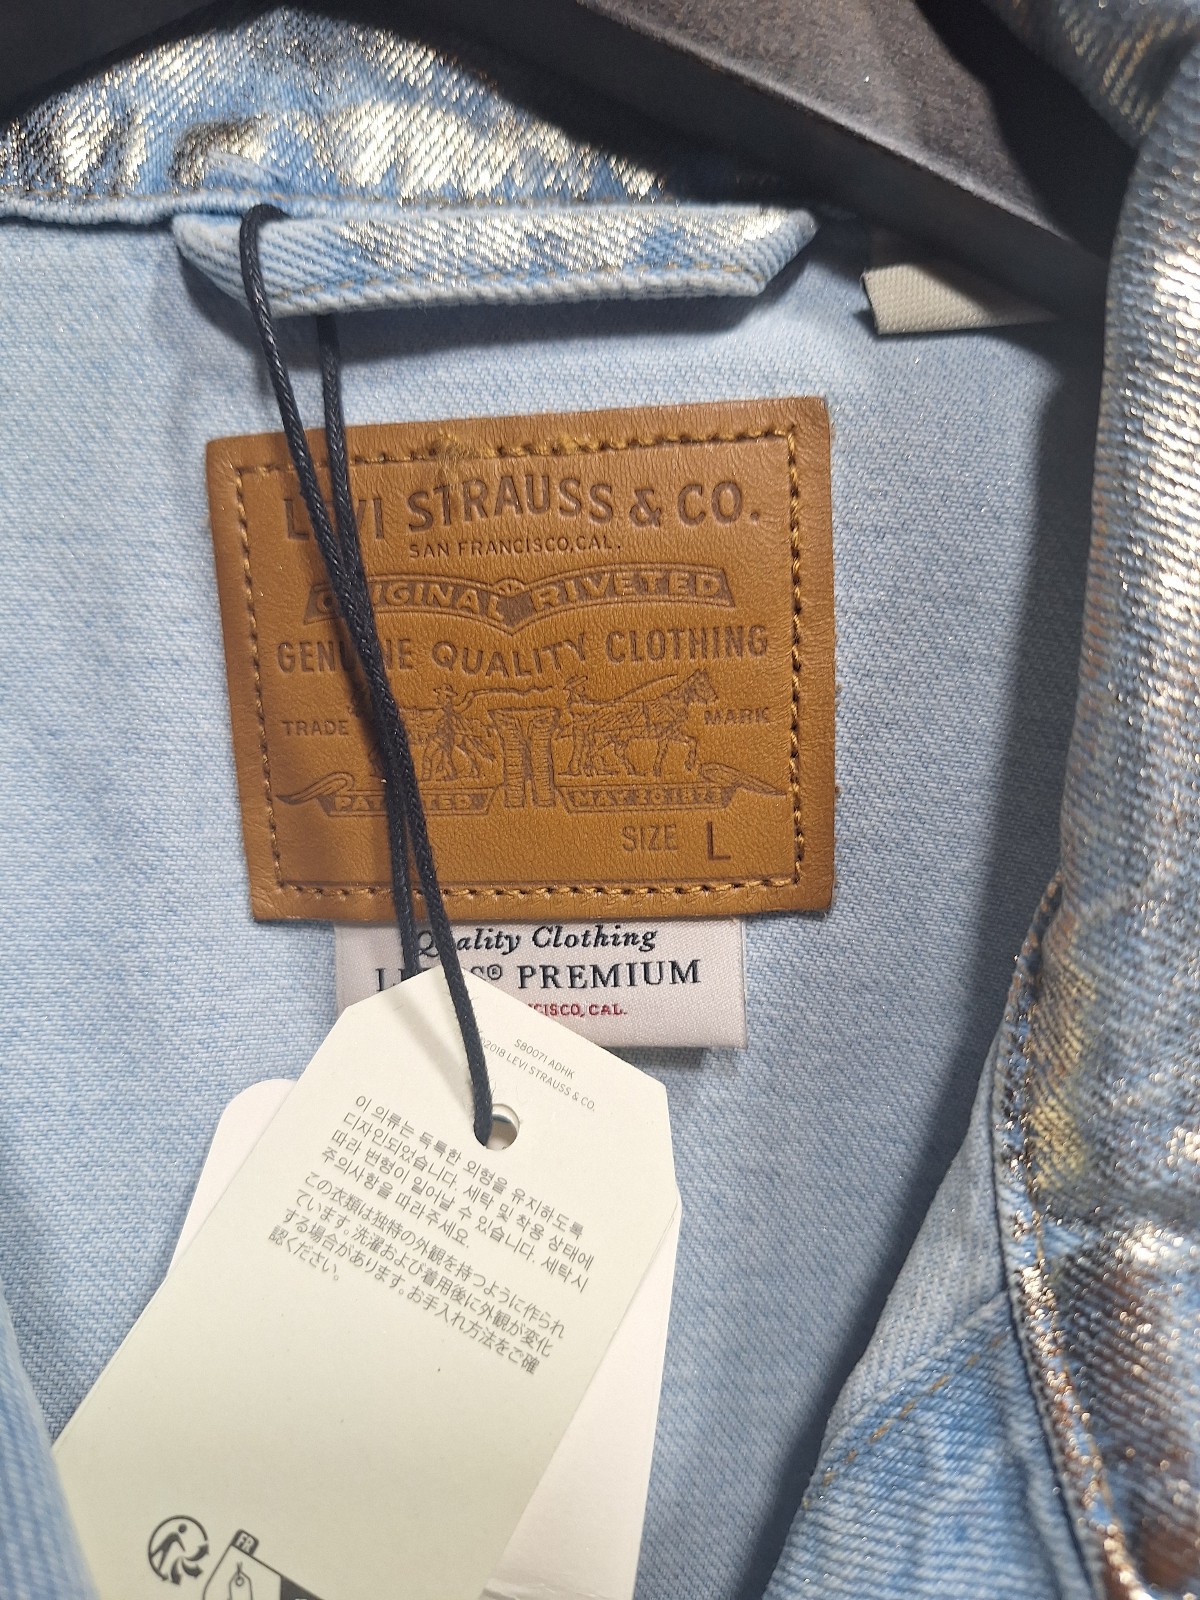 LEVI STRAUSS & CO.
SAN FRANCISCO, CAL.
ORIGINAL RIVETED
GENUINE QUALITY CLOTHING
TRADE MARK
PATENTED MAY 20 1873
SIZE L
Quality Clothing
LEVI'S® PREMIUM
CISCO, CAL.
S80071 ADHK
©2018 LEVI STRAUSS & CO.
이 의류는 독특한 외형을 유지하도록
디자인되었습니다. 세탁 및 착용 상태에
따라 변형이 일어날 수 있습니다. 세탁시
주의사항을 따라주세요.
この衣類は独特の外観を持つように作られ
ています。洗濯および着用後に外観が変化
する場合があります。お手入れ方法をご確
認ください。
FR